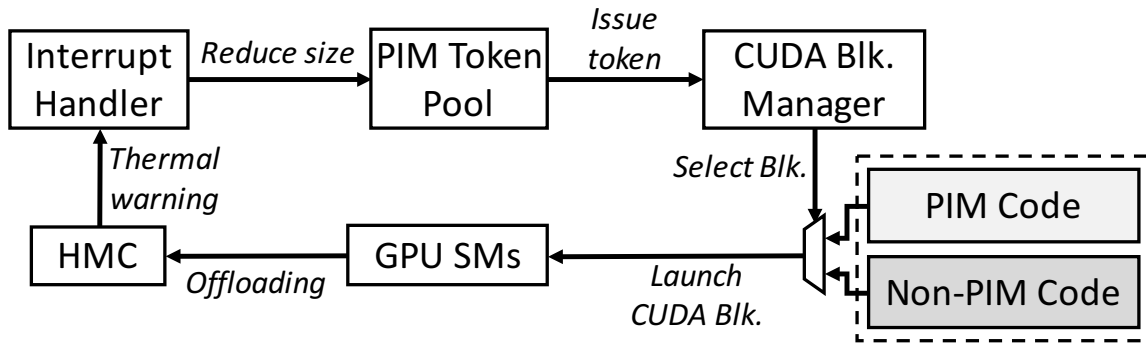 Interrupt
Handler
Reduce size
PIM Token
Pool
Issue
token
CUDA Blk.
Manager
Thermal
warning
Select Blk.
PIM Code
HMC
Offloading
GPU SMs
Launch
CUDA Blk.
Non-PIM Code